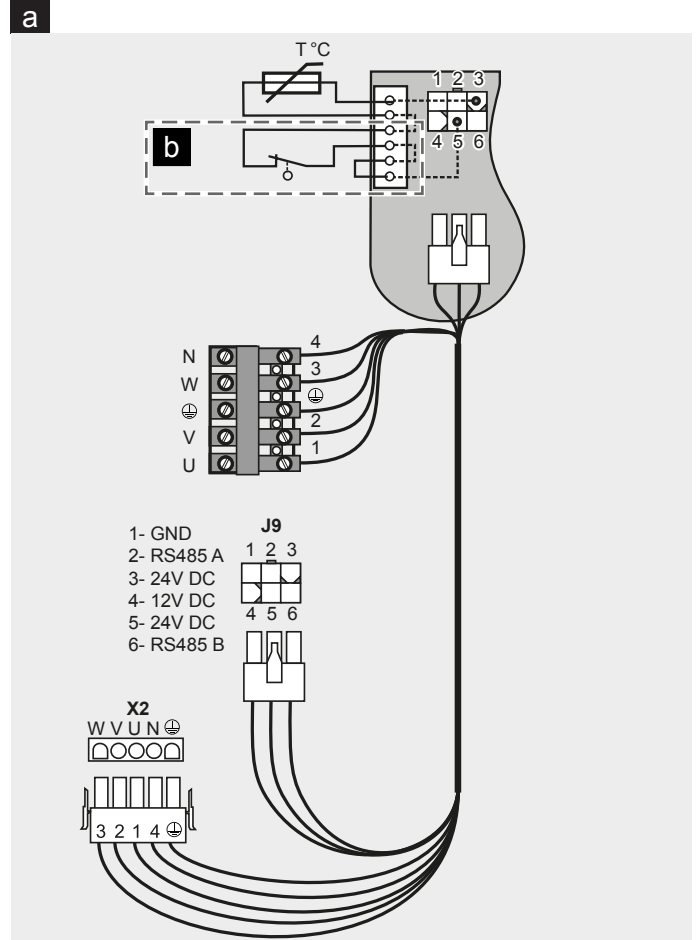 a
T °C
1 2 3
b
4 5 6
N 4
W 3
V 2
U 1
J9
1- GND
2- RS485 A
3- 24V DC
4- 12V DC
5- 24V DC
6- RS485 B
1 2 3
4 5 6
X2
W V U N ⏚
3 2 1 4 ⏚